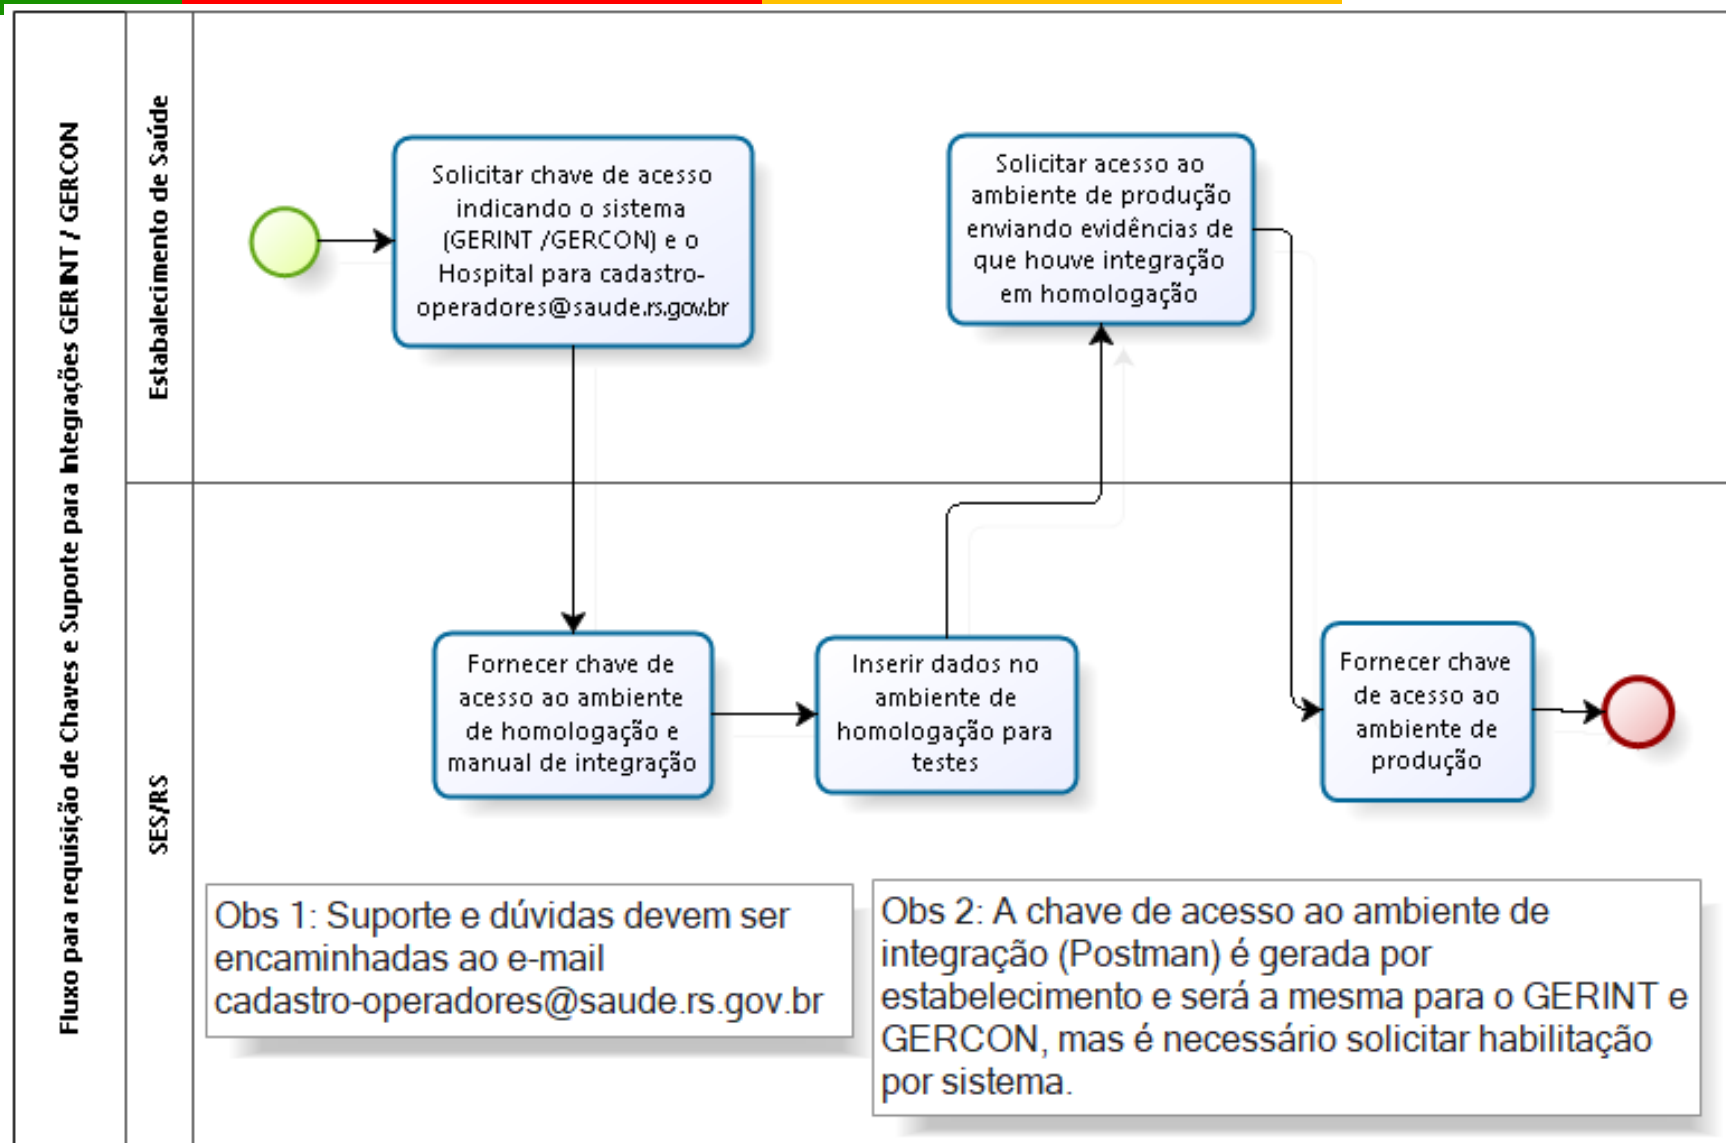 Fluxo para requisição de Chaves e Suporte para Integrações GERINT / GERCON
Estabalecimento de Saúde
Solicitar chave de acesso
indicando o sistema
(GERINT /GERCON) e o
Hospital para cadastro-
operadores@saude.rs.gov.br
Solicitar acesso ao
ambiente de produção
enviando evidências de
que houve integração
em homologação
SES/RS
Fornecer chave de
acesso ao ambiente
de homologação e
manual de integração
Inserir dados no
ambiente de
homologação para
testes
Fornecer chave
de acesso ao
ambiente de
produção
Obs 1: Suporte e dúvidas devem ser
encaminhadas ao e-mail
cadastro-operadores@saude.rs.gov.br
Obs 2: A chave de acesso ao ambiente de
integração (Postman) é gerada por
estabelecimento e será a mesma para o GERINT e
GERCON, mas é necessário solicitar habilitação
por sistema.